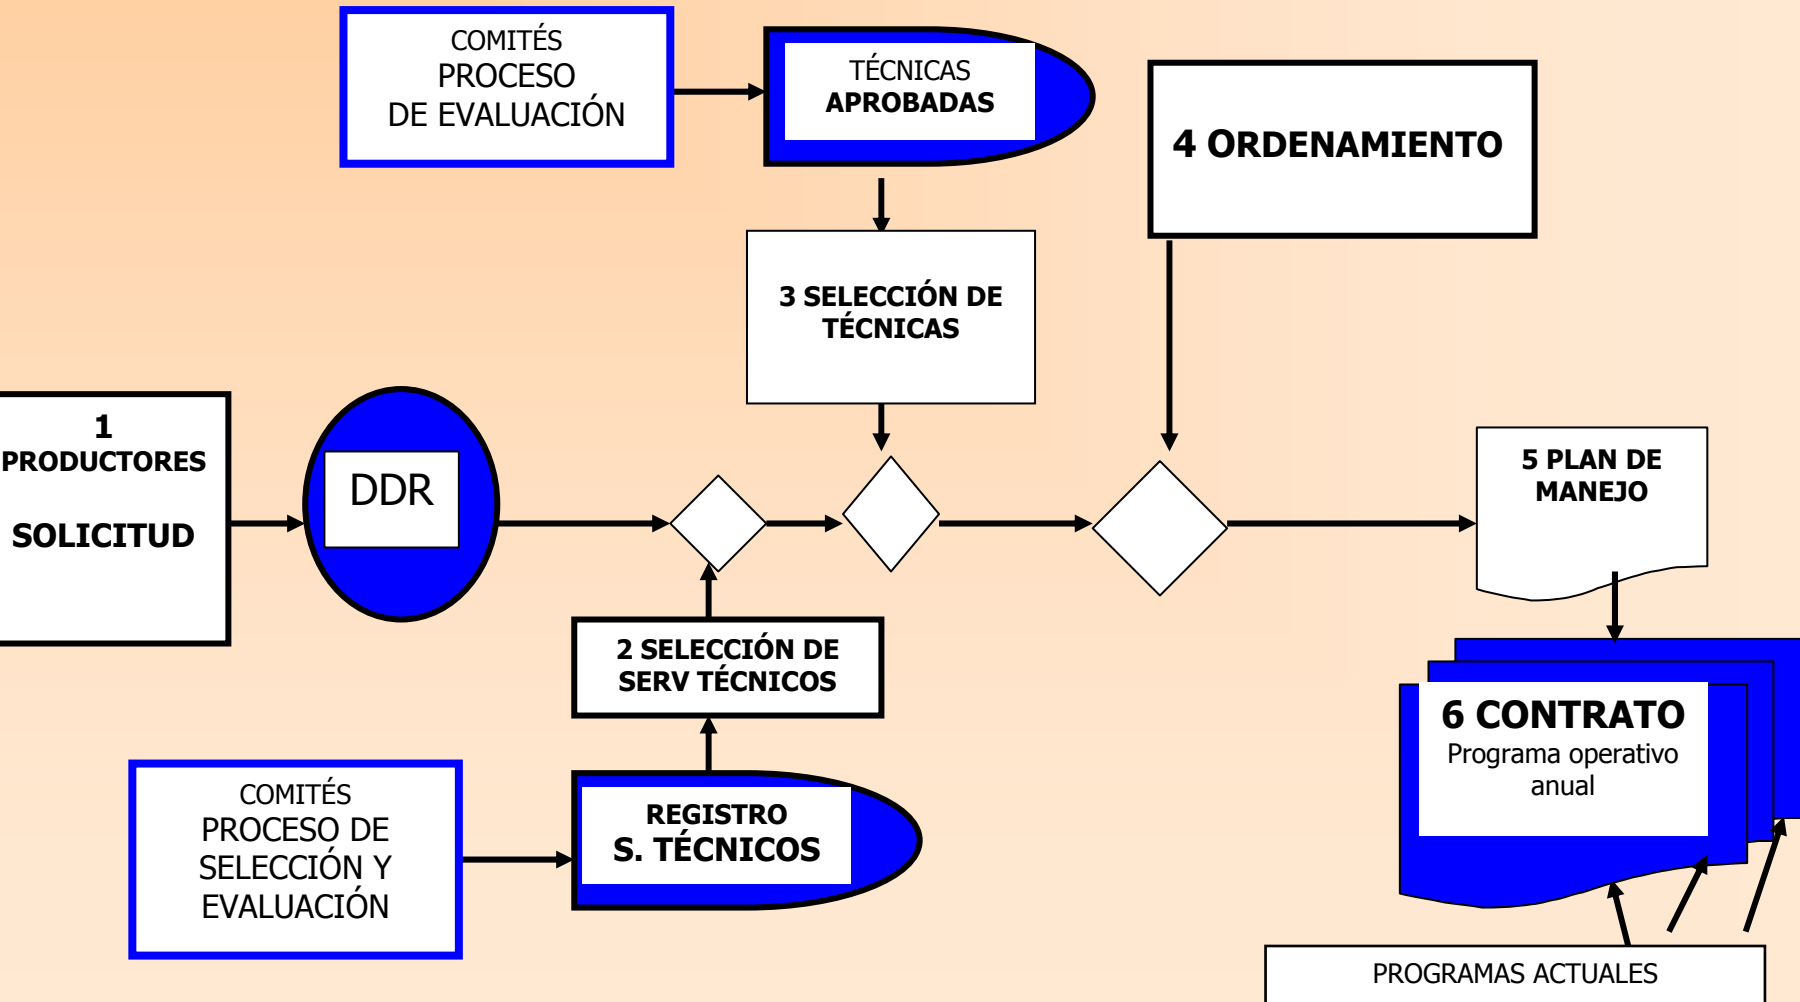 COMITÉS
PROCESO
DE EVALUACIÓN
TÉCNICAS
APROBADAS
4 ORDENAMIENTO
3 SELECCIÓN DE
TÉCNICAS
1
PRODUCTORES
SOLICITUD
DDR
5 PLAN DE
MANEJO
2 SELECCIÓN DE
SERV TÉCNICOS
6 CONTRATO
Programa operativo
anual
COMITÉS
PROCESO DE
SELECCIÓN Y
EVALUACIÓN
REGISTRO
S. TÉCNICOS
PROGRAMAS ACTUALES